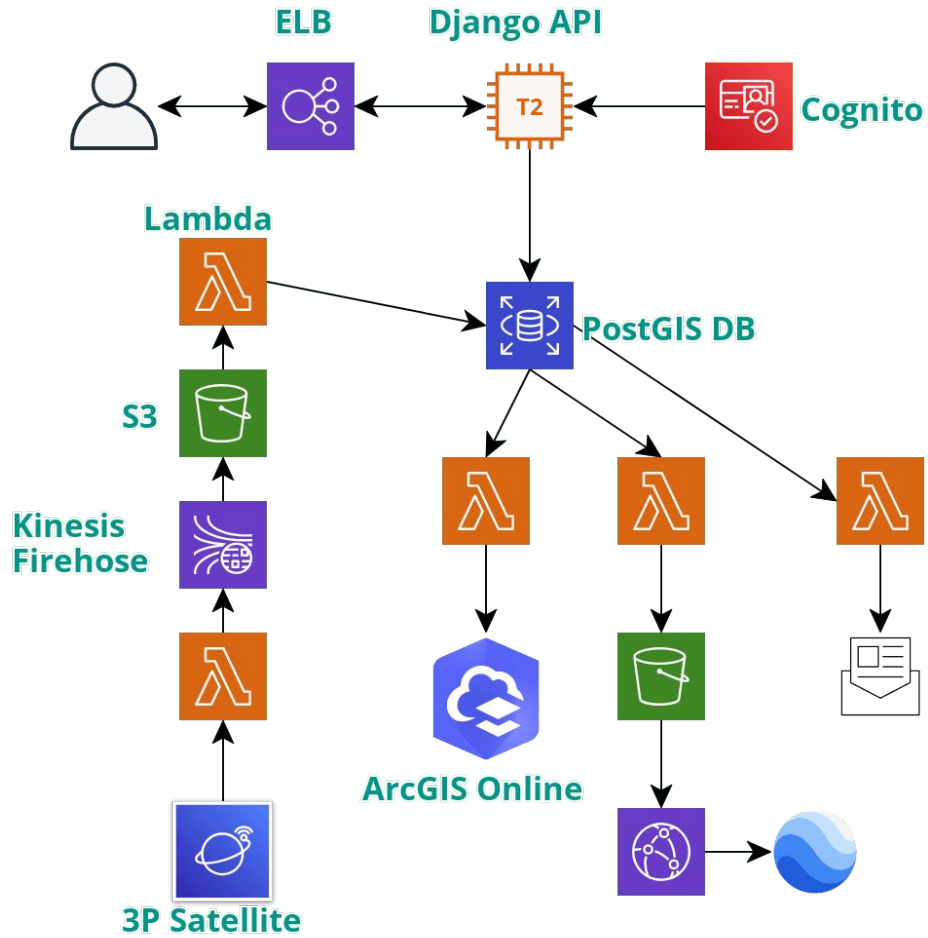 ELB
Django API
T2
Cognito
Lambda
PostGIS DB
S3
Kinesis
Firehose
ArcGIS Online
3P Satellite